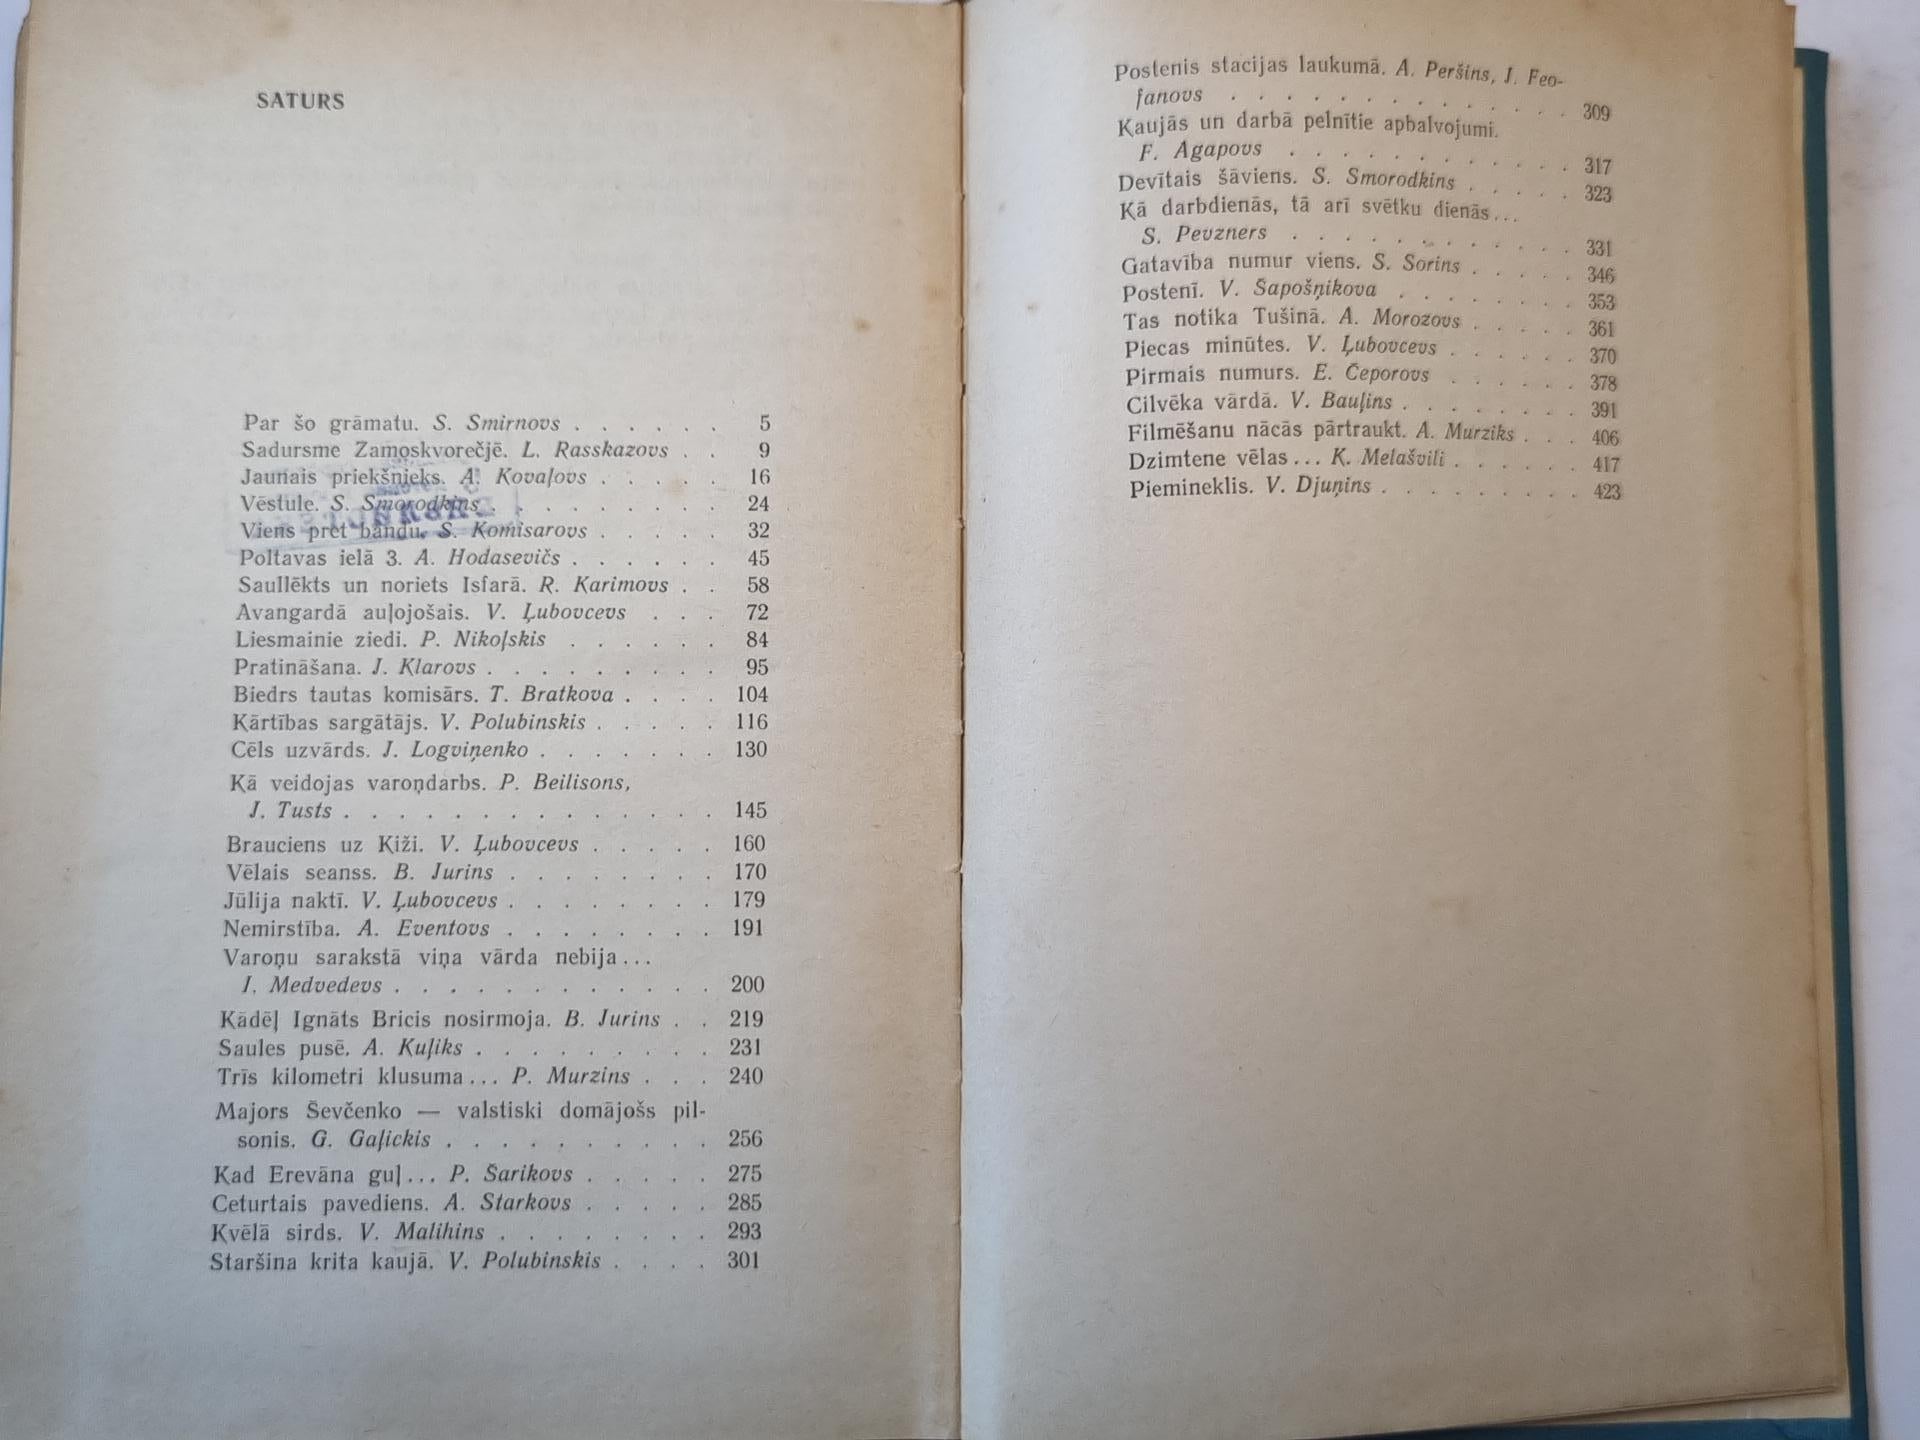 SATURS
Par šo grāmatu. S. Smirnovs . . . . . . 5
Sadursme Zamoskvorečjē. L. Rasskazovs . . 9
Jaunais priekšnieks. A. Kovaļovs . . . . . 16
Vēstule. S. Smorodkins . . . . . . . . . 24
Viens pret bandu. S. Komisarovs . . . . . 32
Poltavas ielā 3. A. Hodasevičs . . . . . . 45
Saullēkts un noriets Isfarā. R. Karimovs . . 58
Avangardā auļojošais. V. Ļubovcevs . . . 72
Liesmainie ziedi. P. Nikoļskis . . . . . . 84
Pratināšana. J. Klarovs . . . . . . . . . 95
Biedrs tautas komisārs. T. Bratkova . . . . 104
Kārtības sargātājs. V. Polubinskis . . . . . 116
Cēls uzvārds. J. Logviņenko . . . . . . . 130
Kā veidojas varoņdarbs. P. Beilisons,
J. Tusts . . . . . . . . . . . . . . 145
Brauciens uz Ķiži. V. Ļubovcevs . . . . . 160
Vēlais seanss. B. Jurins . . . . . . . . 170
Jūlija naktī. V. Ļubovcevs . . . . . . . . 179
Nemirstība. A. Eventovs . . . . . . . . 191
Varoņu sarakstā viņa vārda nebija...
I. Medvedevs . . . . . . . . . . . . 200
Kādēļ Ignāts Bricis nosirmoja. B. Jurins . . 219
Saules pusē. A. Kuļiks . . . . . . . . . 231
Trīs kilometri klusuma... P. Murzins . . . 240
Majors Ševčenko — valstiski domājošs pil-
sonis. G. Gaļickis . . . . . . . . . . 256
Kad Erevāna guļ... P. Šarikovs . . . . . 275
Ceturtais pavediens. A. Starkovs . . . . . 285
Kvēlā sirds. V. Malihins . . . . . . . . 293
Staršina krita kaujā. V. Polubinskis . . . . 301
Postenis stacijas laukumā. A. Peršins, J. Feo-
fanovs . . . . . . . . . . . . . 309
Kaujās un darbā pelnītie apbalvojumi.
F. Agapovs . . . . . . . . . . . 317
Devītais šāviens. S. Smorodkins . . . . . 323
Kā darbdienās, tā arī svētku dienās...
S. Pevzners . . . . . . . . . . . 331
Gatavība numur viens. S. Sorins . . . . . 346
Postenī. V. Šapošņikova . . . . . . . 353
Tas notika Tušinā. A. Morozovs . . . . . 361
Piecas minūtes. V. Ļubovcevs . . . . . . 370
Pirmais numurs. E. Čeporovs . . . . . . 378
Cilvēka vārdā. V. Bauļins . . . . . . . . 391
Filmēšanu nācās pārtraukt. A. Murziks . . . 406
Dzimtene vēlas... K. Melašvili . . . . . . 417
Piemineklis. V. Djuņins . . . . . . . . . 423